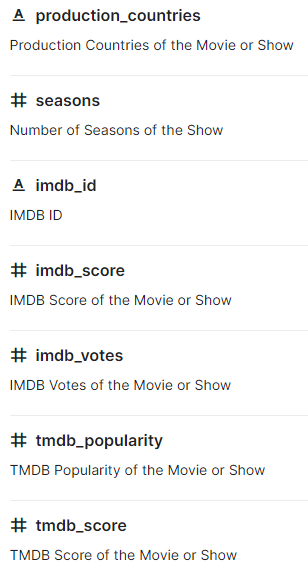 A production_countries
Production Countries of the Movie or Show
# seasons
Number of Seasons of the Show
A imdb_id
IMDB ID
# imdb_score
IMDB Score of the Movie or Show
# imdb_votes
IMDB Votes of the Movie or Show
# tmdb_popularity
TMDB Popularity of the Movie or Show
# tmdb_score
TMDB Score of the Movie or Show